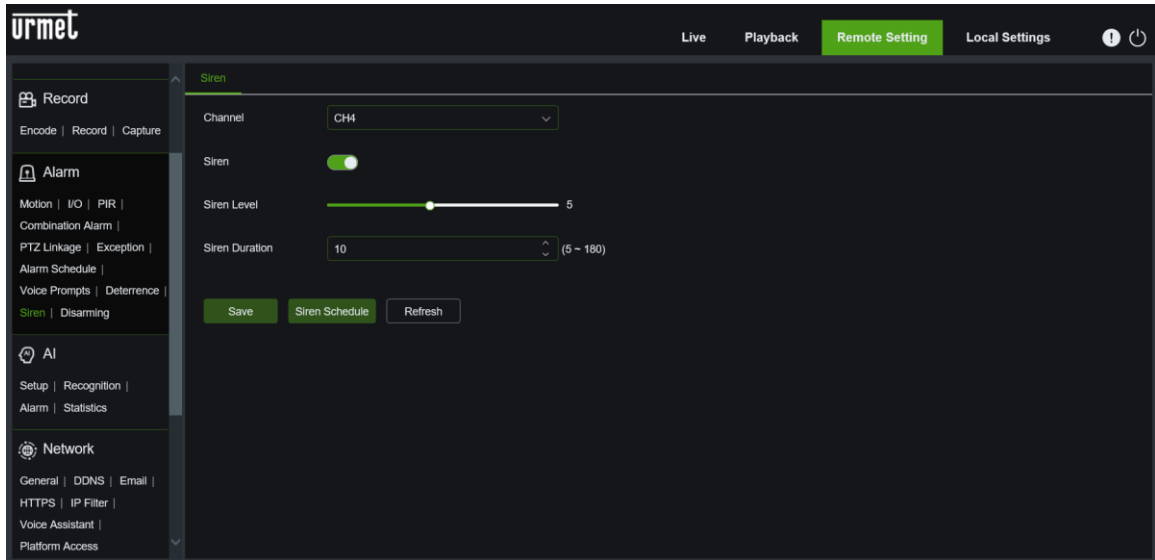 urmet
Live Playback Remote Setting Local Settings
Record
Encode | Record | Capture
Alarm
Motion | I/O | PIR |
Combination Alarm |
PTZ Linkage | Exception |
Alarm Schedule |
Voice Prompts | Deterrence |
Siren | Disarming
AI
Setup | Recognition |
Alarm | Statistics
Network
General | DDNS | Email |
HTTPS | IP Filter |
Voice Assistant |
Platform Access
Siren
Channel CH4
Siren
Siren Level 5
Siren Duration 10 (5 ~ 180)
Save Siren Schedule Refresh